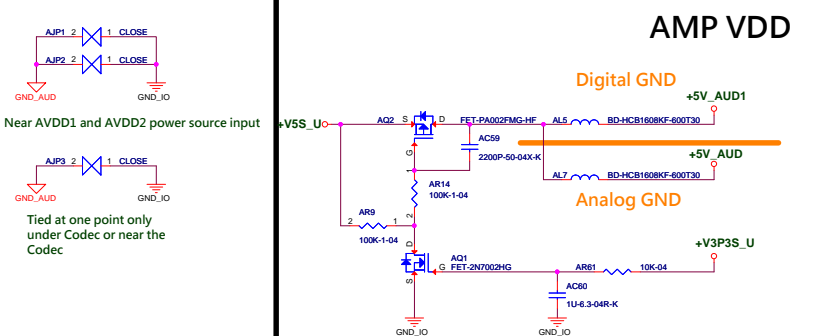 AMP VDD
AJP1 2 1 CLOSE
AJP2 2 1 CLOSE
GND_AUD GND_IO
Near AVDD1 and AVDD2 power source input
AJP3 2 1 CLOSE
GND_AUD GND_IO
Tied at one point only
under Codec or near the
Codec
Digital GND
+5V_AUD1
+V5S_U AQ2 S D FET-PA002FMG-HF AL5 BD-HCB1608KF-600T30
G
AC59
2200P-50-04X-K
+5V_AUD
AL7 BD-HCB1608KF-600T30
1
AR14
100K-1-04
2
Analog GND
AR9
2 1
100K-1-04
D
AQ1
G FET-2N7002HG
S
+V3P3S_U
AR61 10K-04
AC60
1U-6.3-04R-K
GND_IO GND_IO